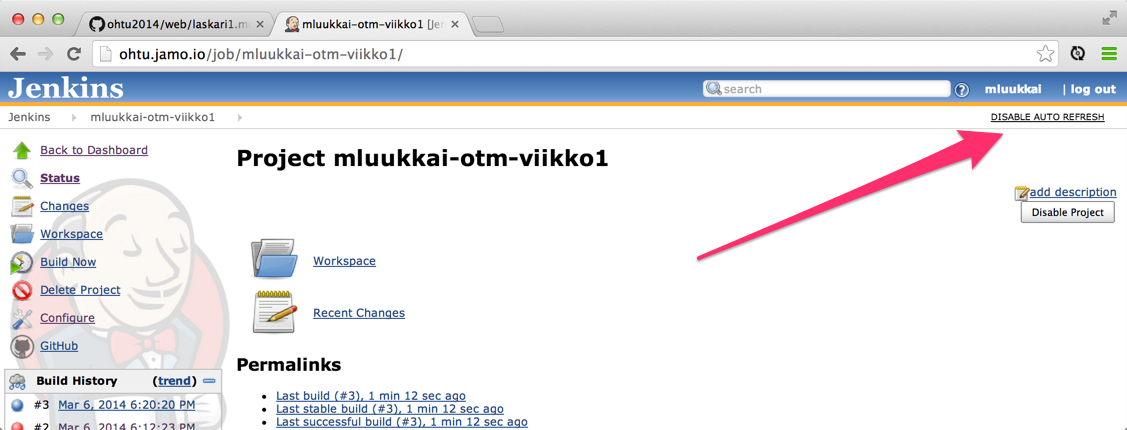 ohtu2014/web/laskari1.m
mluukkai-otm-viikko1 [Jen
ohtu.jamo.io/job/mluukkai-otm-viikko1/
Jenkins
search
?
mluukkai
| log out
Jenkins
mluukkai-otm-viikko1
DISABLE AUTO REFRESH
Back to Dashboard
Status
Changes
Workspace
Build Now
Delete Project
Configure
GitHub
Build History (trend)
#3 Mar 6, 2014 6:20:20 PM
#2 Mar 6, 2014 6:12:23 PM
Project mluukkai-otm-viikko1
add description
Disable Project
Workspace
Recent Changes
Permalinks
Last build (#3), 1 min 12 sec ago
Last stable build (#3), 1 min 12 sec ago
Last successful build (#3), 1 min 12 sec ago